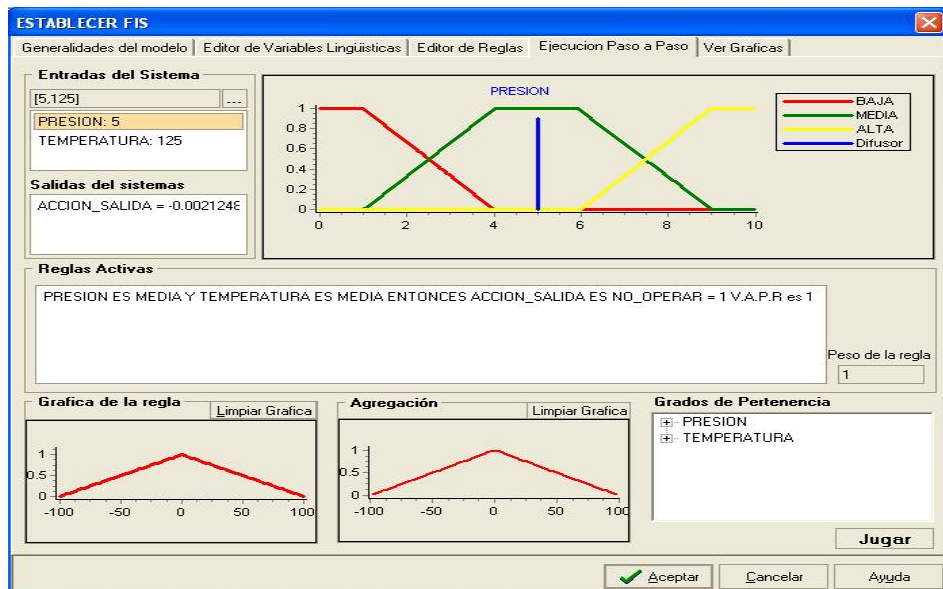 ESTABLECER FIS
Generalidades del modelo | Editor de Variables Lingüisticas | Editor de Reglas | Ejecucion Paso a Paso | Ver Graficas
Entradas del Sistema
[5,125] ...
PRESION: 5
TEMPERATURA: 125
Salidas del sistemas
ACCION_SALIDA = -0.0021248
PRESION
1
0.8
0.6
0.4
0.2
0
0 2 4 6 8 10
BAJA
MEDIA
ALTA
Difusor
Reglas Activas
PRESION ES MEDIA Y TEMPERATURA ES MEDIA ENTONCES ACCION_SALIDA ES NO_OPERAR = 1 V.A.P.R es 1
Peso de la regla
1
Grafica de la regla
Limpiar Grafica
1
0.5
0
-100 -50 0 50 100
Agregación
Limpiar Grafica
1
0.5
0
-100 -50 0 50 100
Grados de Pertenencia
PRESION
TEMPERATURA
Jugar
Aceptar Cancelar Ayuda